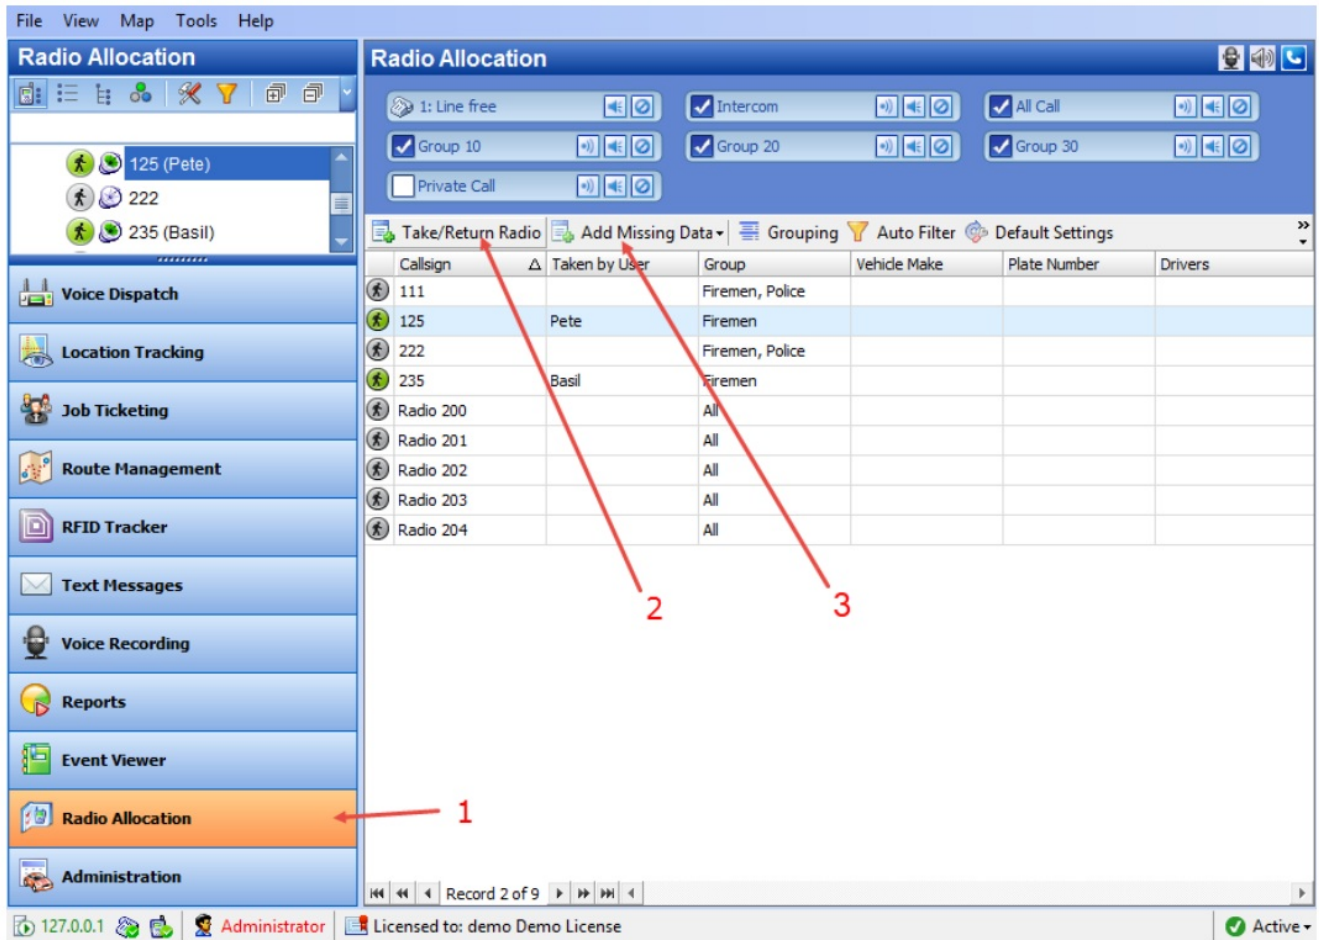 File View Map Tools Help
Radio Allocation
125 (Pete)
222
235 (Basil)
Voice Dispatch
Location Tracking
Job Ticketing
Route Management
RFID Tracker
Text Messages
Voice Recording
Reports
Event Viewer
Radio Allocation
1
Administration
Radio Allocation
1: Line free Intercom All Call
Group 10 Group 20 Group 30
Private Call
Take/Return Radio Add Missing Data Grouping Auto Filter Default Settings
Callsign Taken by User Group Vehicle Make Plate Number Drivers
111 Firemen, Police
125 Pete Firemen
222 Firemen, Police
235 Basil Firemen
Radio 200 All
Radio 201 All
Radio 202 All
Radio 203 All
Radio 204 All
2 3
Record 2 of 9
127.0.0.1 Administrator Licensed to: demo Demo License Active